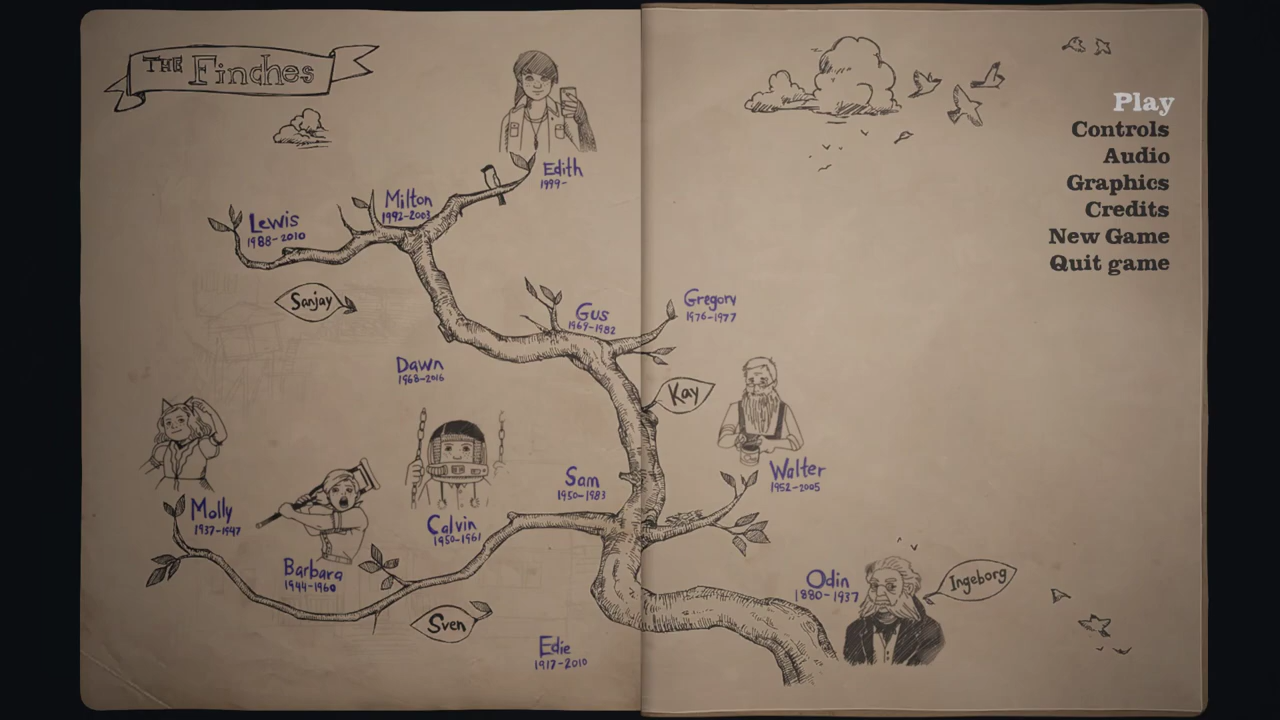 THE Finches
Edith
1999-
Milton
1992-2003
Lewis
1988-2010
Sanjay
Gus
1969-1982
Gregory
1976-1977
Dawn
1968-2016
Kay
Walter
1952-2005
Sam
1950-1983
Calvin
1950-1961
Molly
1937-1947
Barbara
1944-1960
Sven
Edie
1917-2010
Odin
1880-1937
Ingeborg
Play
Controls
Audio
Graphics
Credits
New Game
Quit game